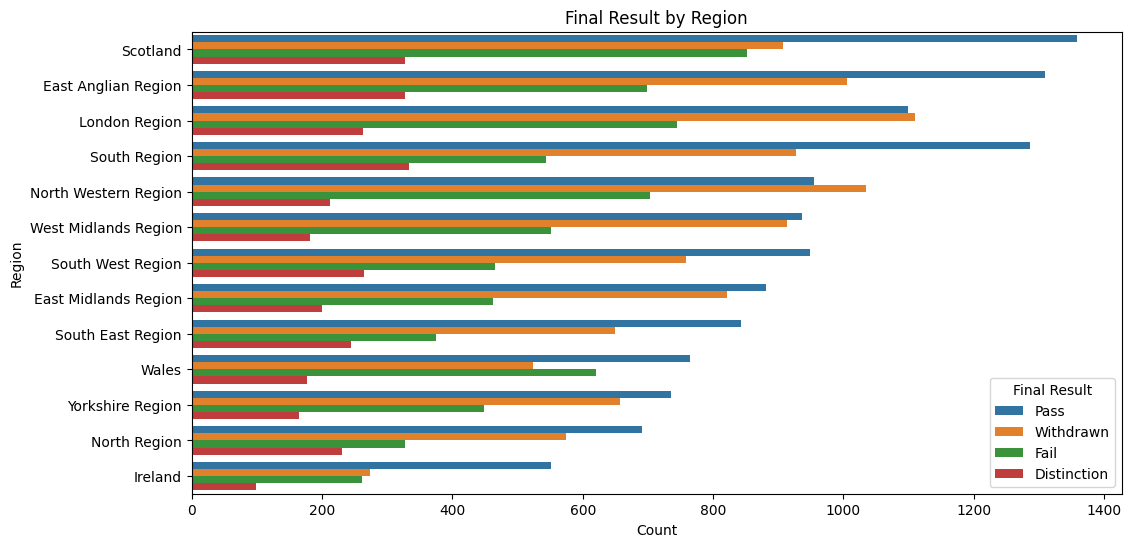 Final Result by Region
Region
Scotland
East Anglian Region
London Region
South Region
North Western Region
West Midlands Region
South West Region
East Midlands Region
South East Region
Wales
Yorkshire Region
North Region
Ireland
Final Result
Pass
Withdrawn
Fail
Distinction
0 200 400 600 800 1000 1200 1400
Count